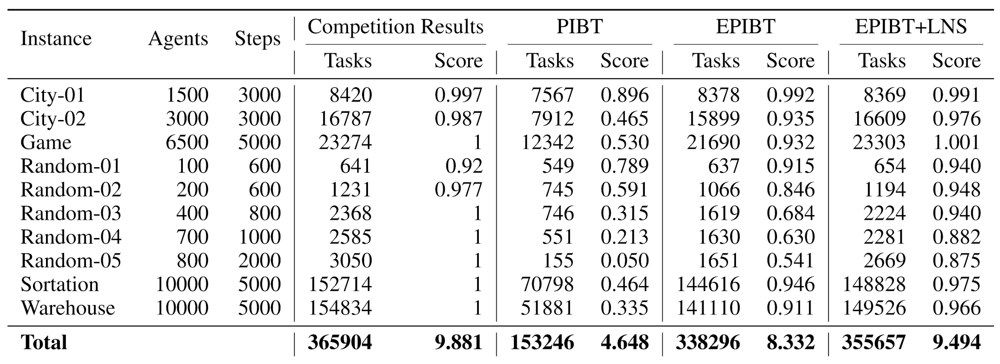 Instance Agents Steps Competition Results PIBT EPIBT EPIBT+LNS
Tasks Score Tasks Score Tasks Score Tasks Score
City-01 1500 3000 8420 0.997 7567 0.896 8378 0.992 8369 0.991
City-02 3000 3000 16787 0.987 7912 0.465 15899 0.935 16609 0.976
Game 6500 5000 23274 1 12342 0.530 21690 0.932 23303 1.001
Random-01 100 600 641 0.92 549 0.789 637 0.915 654 0.940
Random-02 200 600 1231 0.977 745 0.591 1066 0.846 1194 0.948
Random-03 400 800 2368 1 746 0.315 1619 0.684 2224 0.940
Random-04 700 1000 2585 1 551 0.213 1630 0.630 2281 0.882
Random-05 800 2000 3050 1 155 0.050 1651 0.541 2669 0.875
Sortation 10000 5000 152714 1 70798 0.464 144616 0.946 148828 0.975
Warehouse 10000 5000 154834 1 51881 0.335 141110 0.911 149526 0.966
Total 365904 9.881 153246 4.648 338296 8.332 355657 9.494